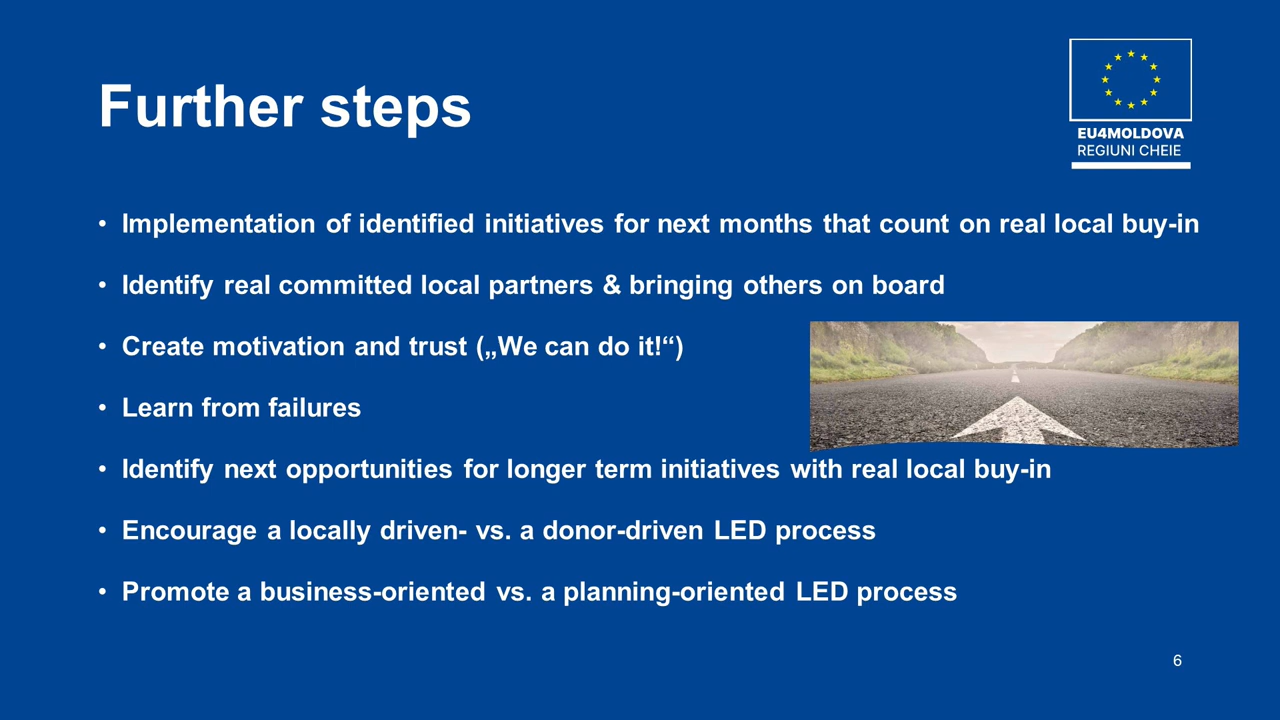 Further steps
EU4MOLDOVA
REGIUNI CHEIE
• Implementation of identified initiatives for next months that count on real local buy-in
• Identify real committed local partners & bringing others on board
• Create motivation and trust („We can do it!“)
• Learn from failures
• Identify next opportunities for longer term initiatives with real local buy-in
• Encourage a locally driven- vs. a donor-driven LED process
• Promote a business-oriented vs. a planning-oriented LED process
6